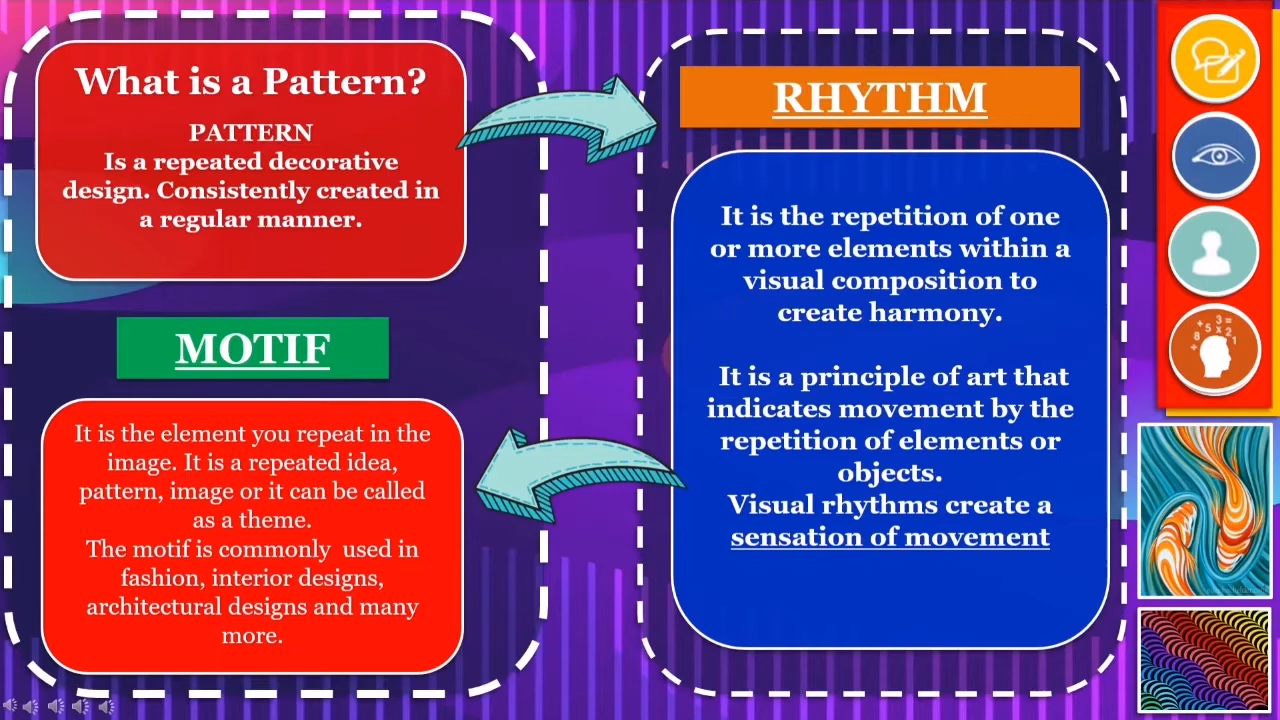 What is a Pattern?
PATTERN
Is a repeated decorative
design. Consistently created in
a regular manner.
RHYTHM
It is the repetition of one
or more elements within a
visual composition to
create harmony.
It is a principle of art that
indicates movement by the
repetition of elements or
objects.
Visual rhythms create a
sensation of movement
MOTIF
It is the element you repeat in the
image. It is a repeated idea,
pattern, image or it can be called
as a theme.
The motif is commonly  used in
fashion, interior designs,
architectural designs and many
more.